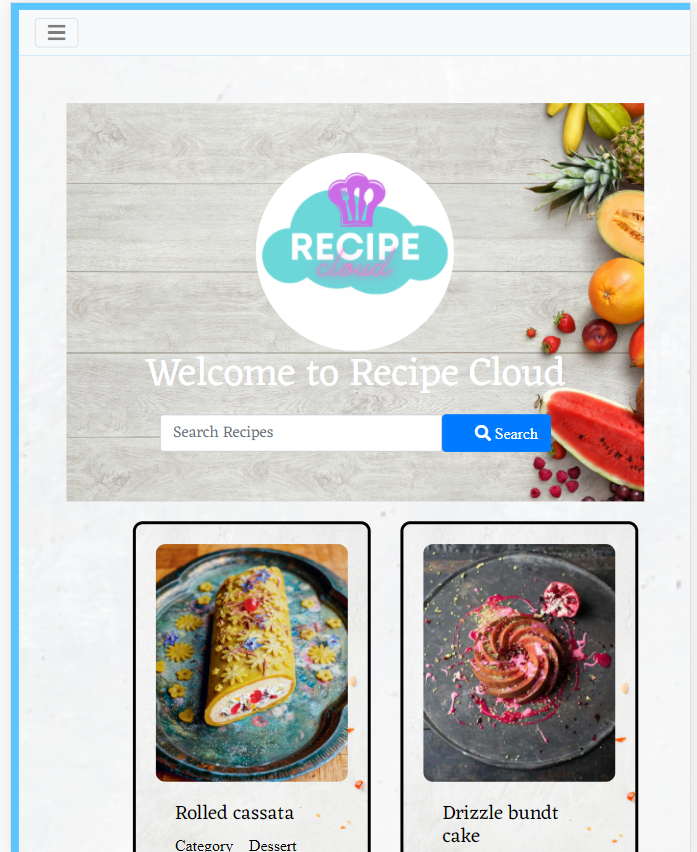 RECIPE
cloud
Welcome to Recipe Cloud
Search Recipes
Search
Rolled cassata
Category Dessert
Drizzle bundt
cake